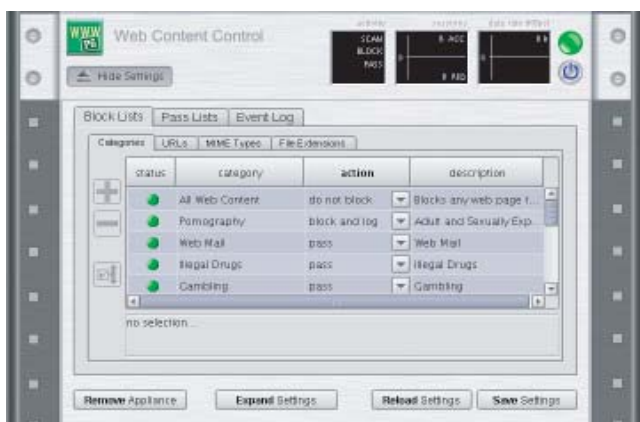 WWW
Web Content Control
activity
SCAN
BLOCK
PASS
Hide Settings
Block Lists
Pass Lists
Event Log
Categories
URLs
MIME Types
File Extensions
status
category
action
description
All Web Content
do not block
Blocks any web page t...
Pornography
block and log
Adult and Sexually Exp...
Web Mail
pass
Web Mail
Illegal Drugs
pass
Illegal Drugs
Gambling
pass
Gambling
no selection...
Remove Appliance
Expand Settings
Reload Settings
Save Settings